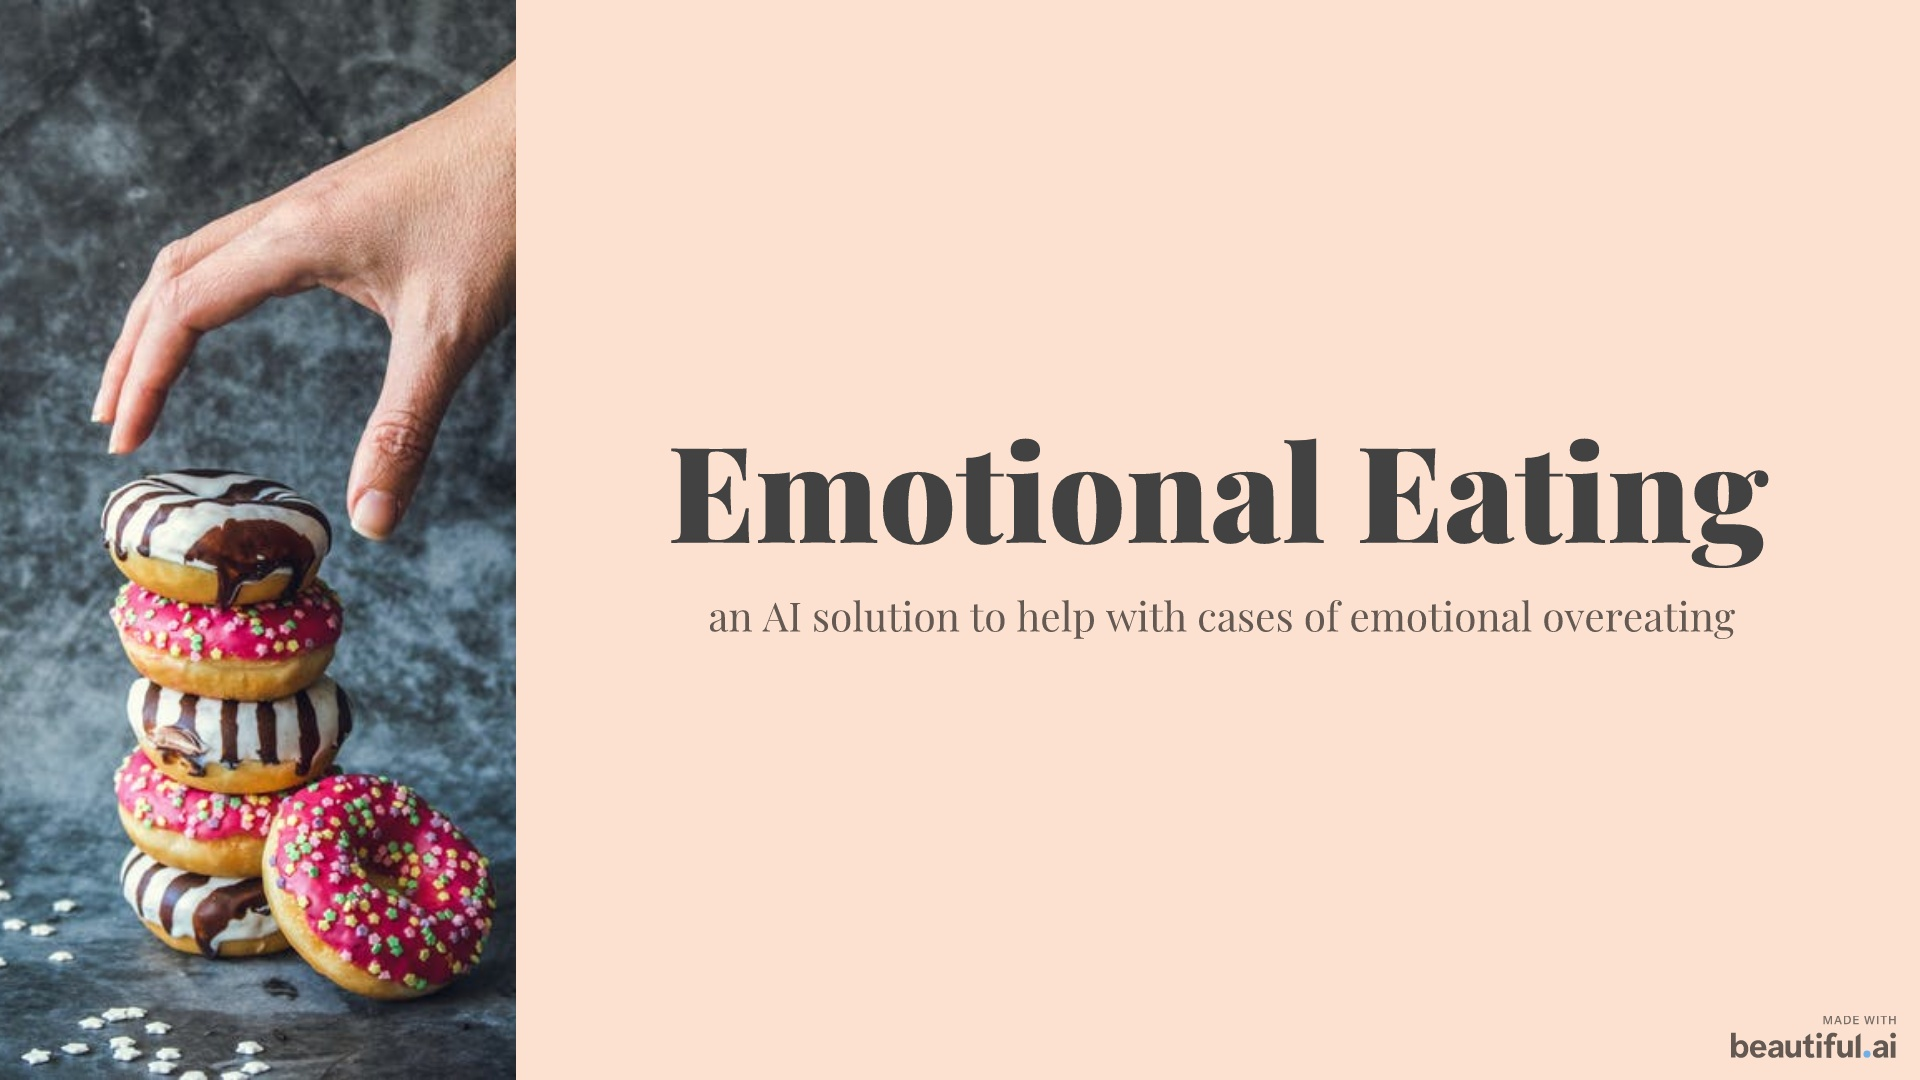 Emotional Eating
an AI solution to help with cases of emotional overeating
MADE WITH
beautiful.ai